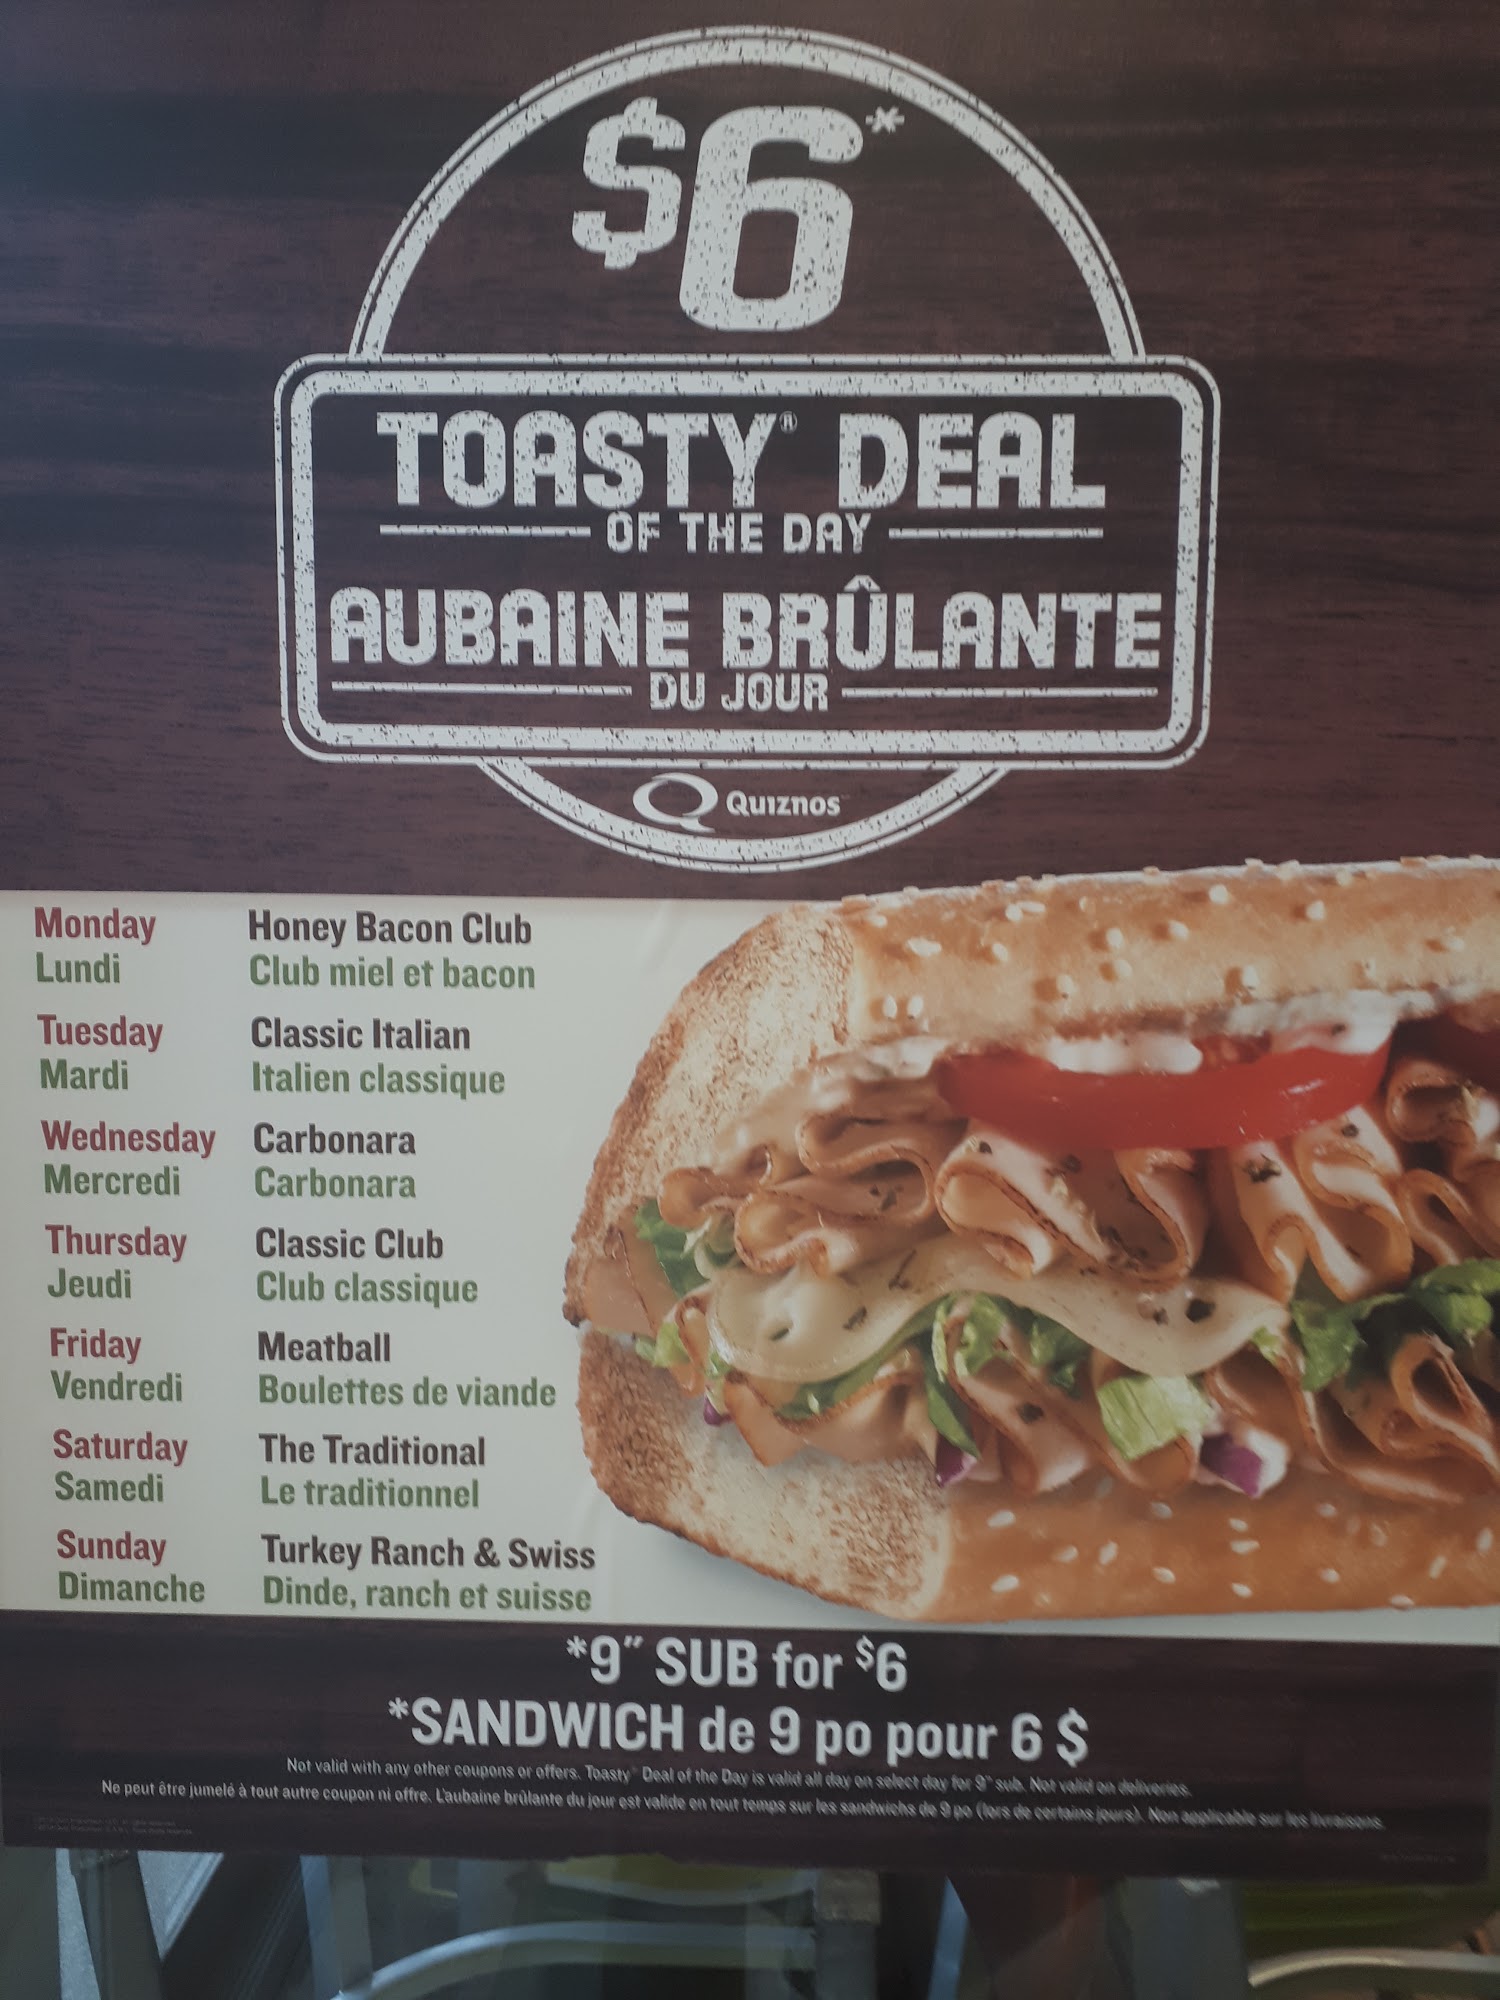 $6*
TOASTY® DEAL
OF THE DAY
AUBAINE BRÛLANTE
DU JOUR
QUIZNOS
Monday Honey Bacon Club
Lundi Club miel et bacon
Tuesday Classic Italian
Mardi Italien classique
Wednesday Carbonara
Mercredi Carbonara
Thursday Classic Club
Jeudi Club classique
Friday Meatball
Vendredi Boulettes de viande
Saturday The Traditional
Samedi Le traditionnel
Sunday Turkey Ranch & Swiss
Dimanche Dinde, ranch et suisse
*9" SUB for $6
*SANDWICH de 9 po pour 6 $
Not valid with any other coupons or offers. Toasty® Deal of the Day is valid all day on select day for 9" sub. Not valid on deliveries.
Ne peut être jumelé à tout autre coupon ni offre. L'aubaine brûlante du jour est valide en tout temps sur les sandwichs de 9 po (lors de certains jours). Non applicable sur les livraisons.